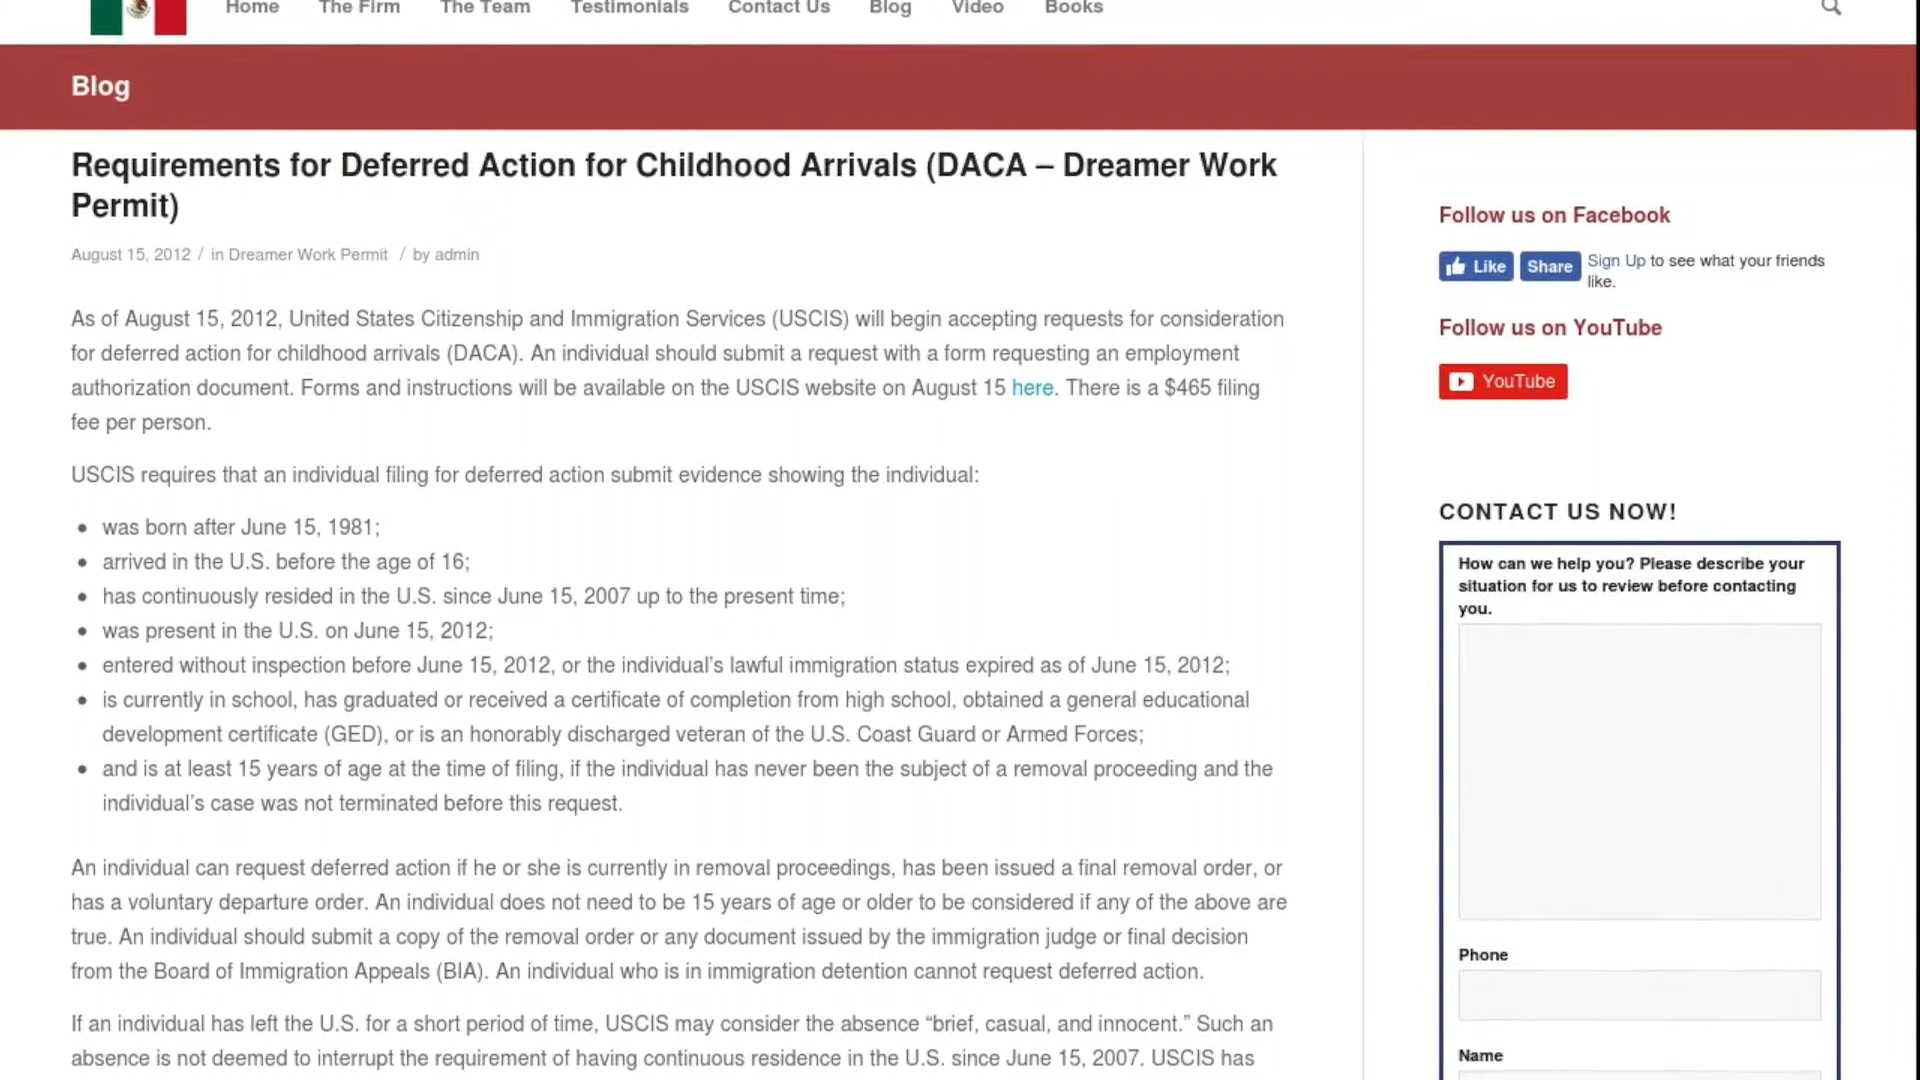 Home The Firm The Team Testimonials Contact Us Blog Video Books
Blog
Requirements for Deferred Action for Childhood Arrivals (DACA – Dreamer Work
Permit)
August 15, 2012 / in Dreamer Work Permit / by admin
As of August 15, 2012, United States Citizenship and Immigration Services (USCIS) will begin accepting requests for consideration
for deferred action for childhood arrivals (DACA). An individual should submit a request with a form requesting an employment
authorization document. Forms and instructions will be available on the USCIS website on August 15 here. There is a $465 filing
fee per person.
USCIS requires that an individual filing for deferred action submit evidence showing the individual:
• was born after June 15, 1981;
• arrived in the U.S. before the age of 16;
• has continuously resided in the U.S. since June 15, 2007 up to the present time;
• was present in the U.S. on June 15, 2012;
• entered without inspection before June 15, 2012, or the individual’s lawful immigration status expired as of June 15, 2012;
• is currently in school, has graduated or received a certificate of completion from high school, obtained a general educational
development certificate (GED), or is an honorably discharged veteran of the U.S. Coast Guard or Armed Forces;
• and is at least 15 years of age at the time of filing, if the individual has never been the subject of a removal proceeding and the
individual’s case was not terminated before this request.
An individual can request deferred action if he or she is currently in removal proceedings, has been issued a final removal order, or
has a voluntary departure order. An individual does not need to be 15 years of age or older to be considered if any of the above are
true. An individual should submit a copy of the removal order or any document issued by the immigration judge or final decision
from the Board of Immigration Appeals (BIA). An individual who is in immigration detention cannot request deferred action.
If an individual has left the U.S. for a short period of time, USCIS may consider the absence “brief, casual, and innocent.” Such an
absence is not deemed to interrupt the requirement of having continuous residence in the U.S. since June 15, 2007. USCIS has
Follow us on Facebook
Like Share Sign Up to see what your friends
like.
Follow us on YouTube
YouTube
CONTACT US NOW!
How can we help you? Please describe your
situation for us to review before contacting
you.
Phone
Name